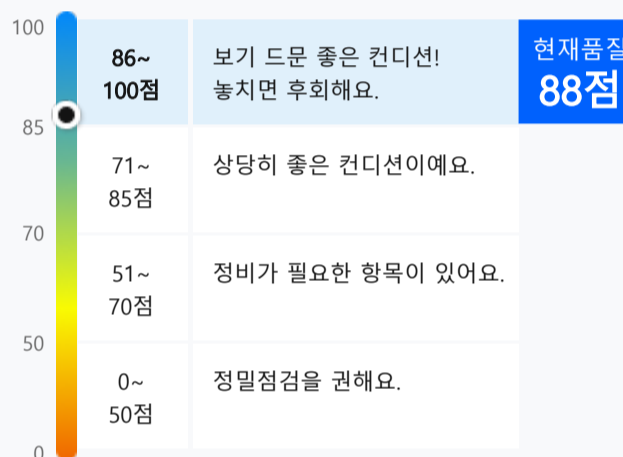 100
86~
100점
보기 드문 좋은 컨디션!
놓치면 후회해요.
현재품질
88점
85
71~
85점
상당히 좋은 컨디션이예요.
70
51~
70점
정비가 필요한 항목이 있어요.
50
0~
50점
정밀점검을 권해요.
0